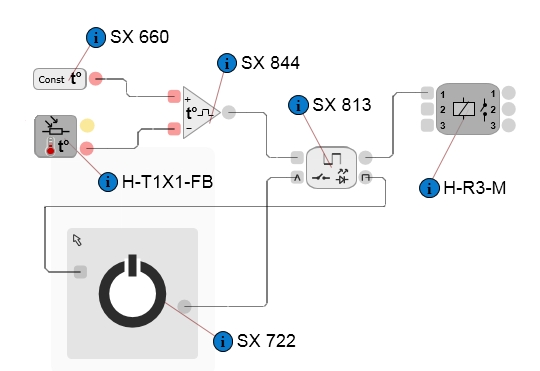 SX 660
Const t°
SX 844
+
t°
−
SX 813
1 1
2 2
3 3
t°
H-T1X1-FB
H-R3-M
SX 722